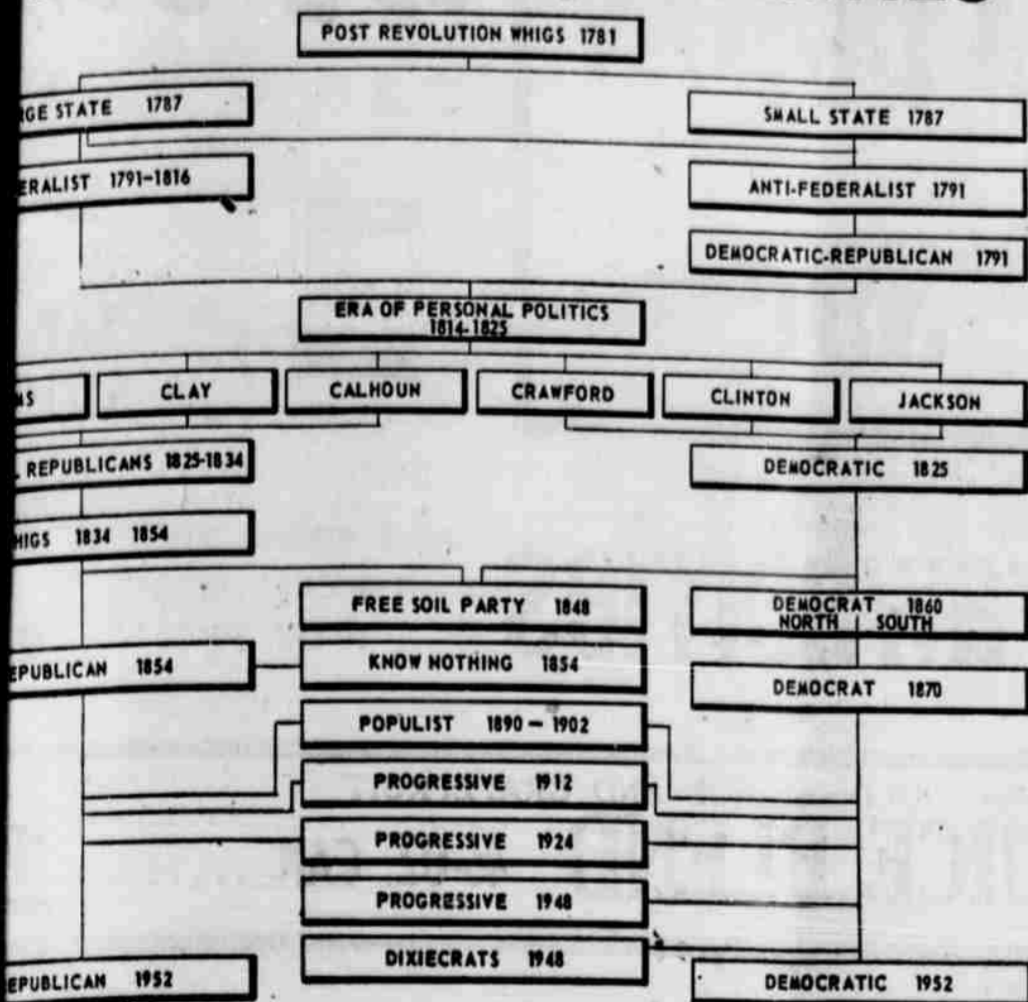 POST REVOLUTION WHIGS 1781
RGE STATE 1787
SMALL STATE 1787
ERALIST 1791-1816
ANTI-FEDERALIST 1791
DEMOCRATIC-REPUBLICAN 1791
ERA OF PERSONAL POLITICS
1814-1825
MS
CLAY
CALHOUN
CRAWFORD
CLINTON
JACKSON
L REPUBLICANS 1825-1834
DEMOCRATIC 1825
HIGS 1834 1854
FREE SOIL PARTY 1848
DEMOCRAT 1860
NORTH SOUTH
EPUBLICAN 1854
KNOW NOTHING 1854
DEMOCRAT 1870
POPULIST 1890 — 1902
PROGRESSIVE 1912
PROGRESSIVE 1924
PROGRESSIVE 1948
DIXIECRATS 1948
EPUBLICAN 1952
DEMOCRATIC 1952